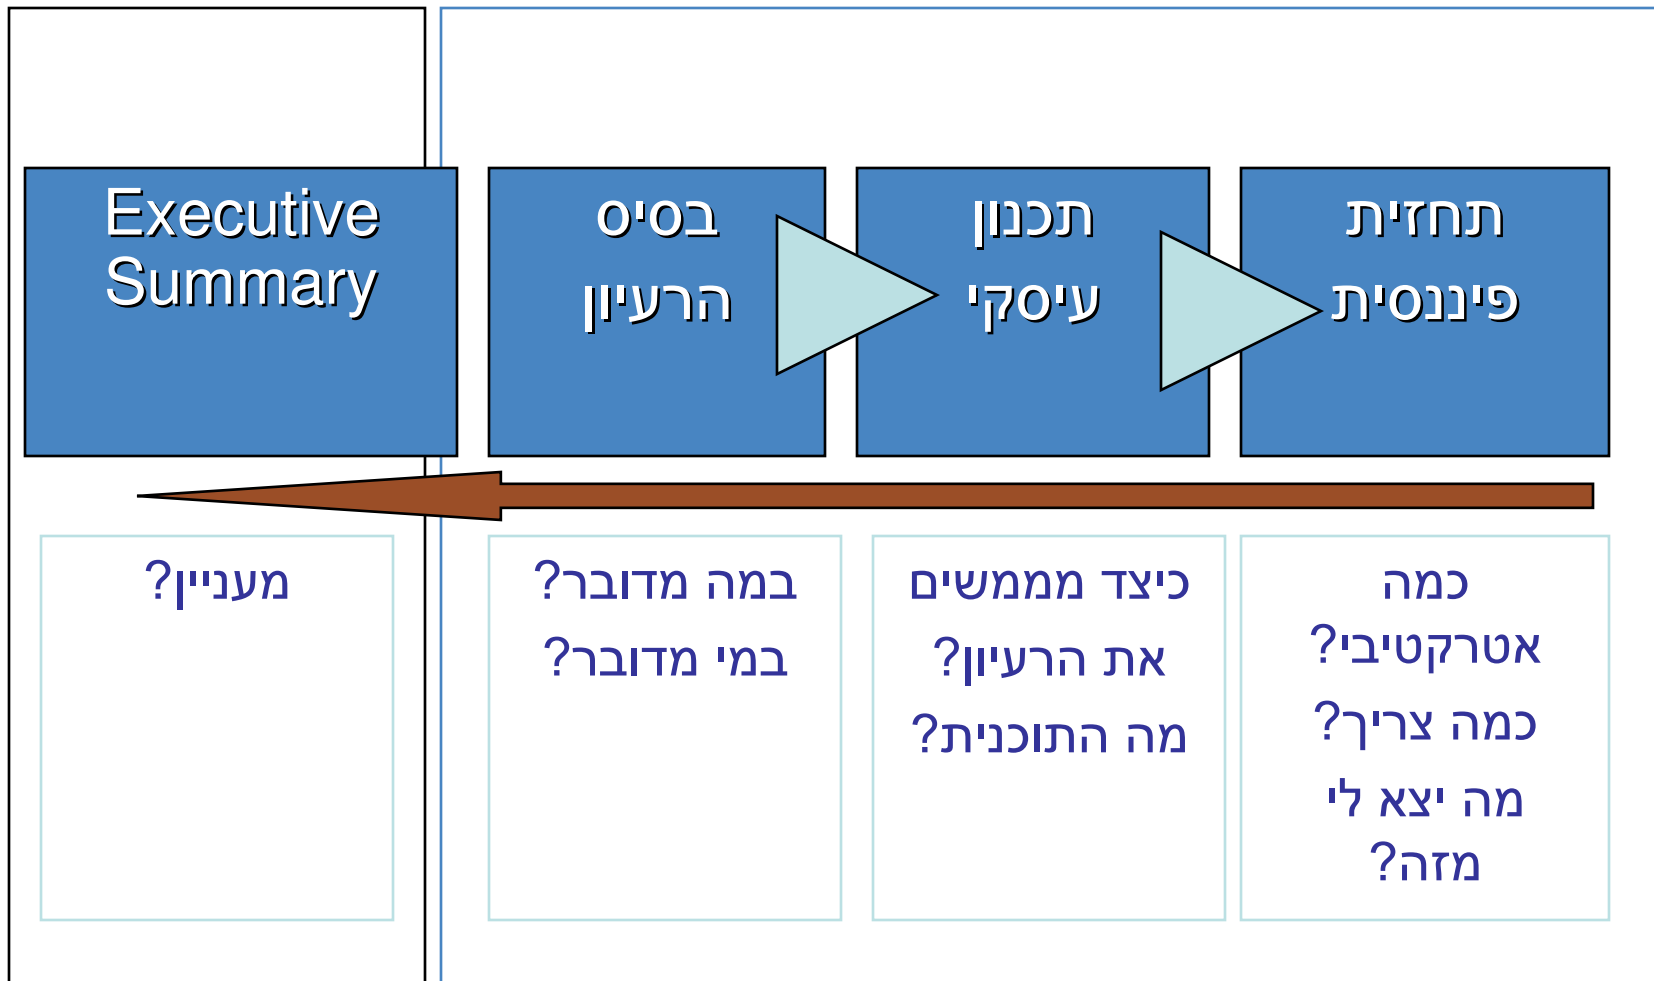 Executive
Summary
בסיס
הרעיון
תכנון
עיסקי
תחזית
פיננסית
מעניין?
במה מדובר?
במי מדובר?
כיצד מממשים
את הרעיון?
מה התוכנית?
כמה
אטרקטיבי?
כמה צריך?
מה יצא לי
מזה?